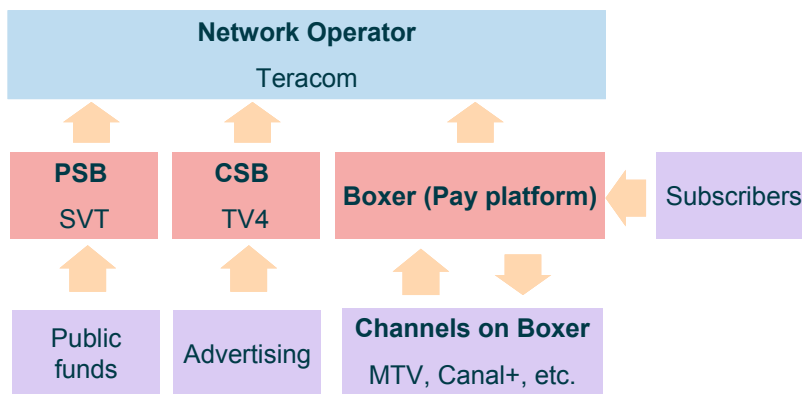 Network Operator
Teracom
PSB
SVT
CSB
TV4
Boxer (Pay platform)
Subscribers
Public
funds
Advertising
Channels on Boxer
MTV, Canal+, etc.